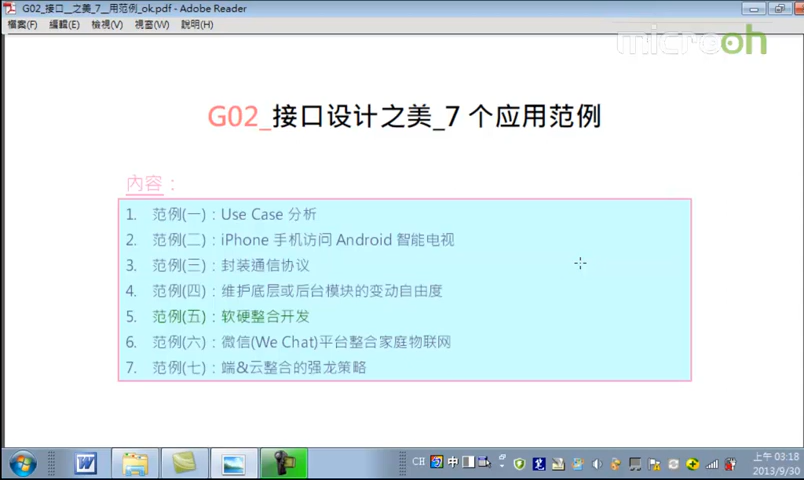 G02_接口__之美_7__用范例_ok.pdf - Adobe Reader
檔案(F) 編輯(E) 檢視(V) 視窗(W) 說明(H)
microoh
G02_接口设计之美_7 个应用范例
内容：
1. 范例(一)：Use Case 分析
2. 范例(二)：iPhone 手机访问 Android 智能电视
3. 范例(三)：封装通信协议
4. 范例(四)：维护底层或后台模块的变动自由度
5. 范例(五)：软硬整合开发
6. 范例(六)：微信(We Chat)平台整合家庭物联网
7. 范例(七)：端&云整合的强龙策略
CH 中
上午 03:18
2013/9/30